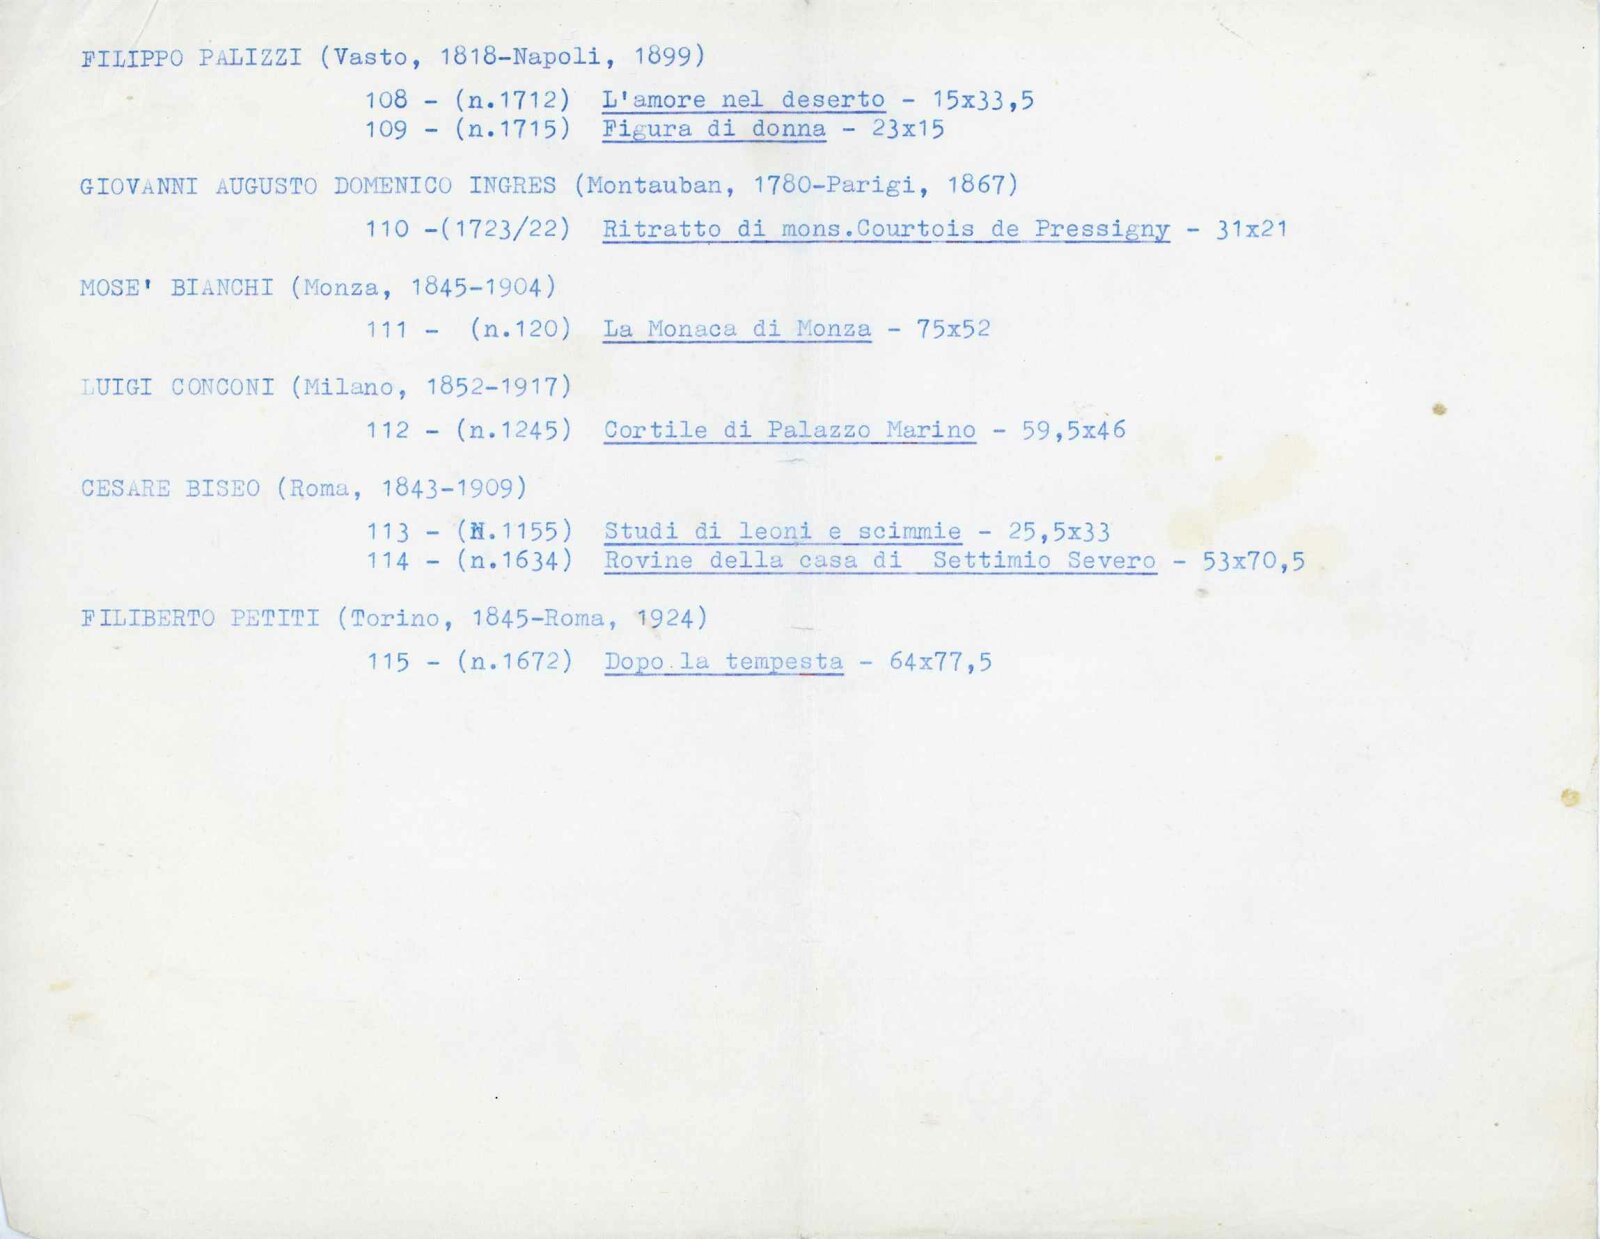 FILIPPO PALIZZI (Vasto, 1818-Napoli, 1899)
108 - (n.1712) L'amore nel deserto - 15x33,5
109 - (n.1715) Figura di donna - 23x15
GIOVANNI AUGUSTO DOMENICO INGRES (Montauban, 1780-Parigi, 1867)
110 -(1723/22) Ritratto di mons.Courtois de Pressigny - 31x21
MOSE' BIANCHI (Monza, 1845-1904)
111 - (n.120) La Monaca di Monza - 75x52
LUIGI CONCONI (Milano, 1852-1917)
112 - (n.1245) Cortile di Palazzo Marino - 59,5x46
CESARE BISEO (Roma, 1843-1909)
113 - (N.1155) Studi di leoni e scimmie - 25,5x33
114 - (n.1634) Rovine della casa di Settimio Severo - 53x70,5
FILIBERTO PETITI (Torino, 1845-Roma, 1924)
115 - (n.1672) Dopo la tempesta - 64x77,5